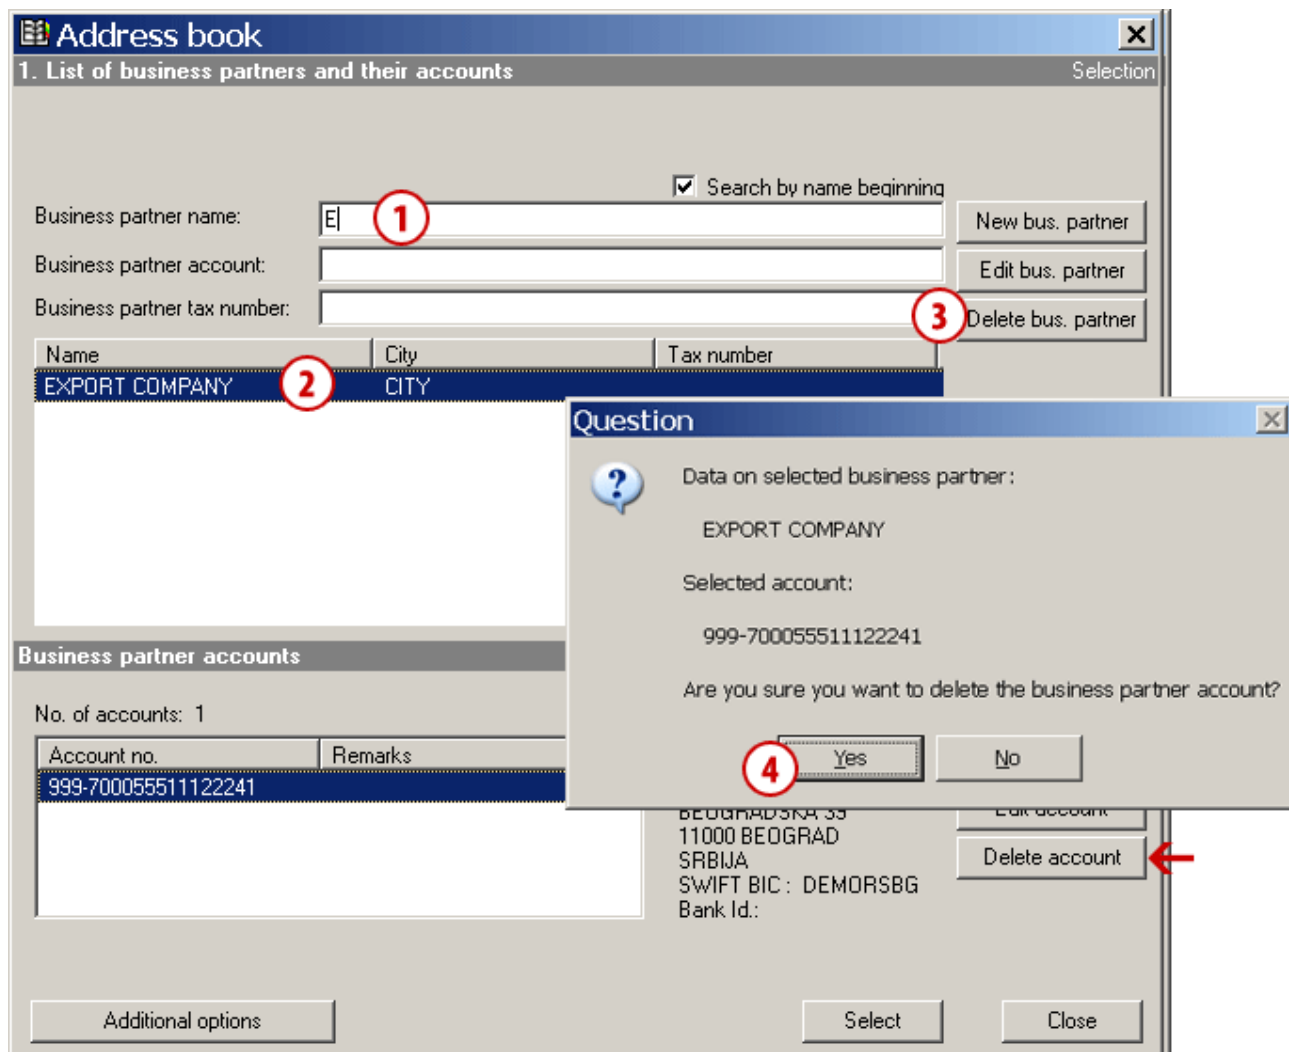 Address book
1. List of business partners and their accounts
Selection
Search by name beginning
Business partner name:
E
1
New bus. partner
Business partner account:
Edit bus. partner
Business partner tax number:
3
Delete bus. partner
Name City Tax number
EXPORT COMPANY 2 CITY
Question
Data on selected business partner:
EXPORT COMPANY
Selected account:
999-700055511122241
Are you sure you want to delete the business partner account?
4
Yes
No
Business partner accounts
No. of accounts: 1
Account no. Remarks
999-700055511122241
BEOGRADSKA 39
11000 BEOGRAD
SRBIJA
SWIFT BIC : DEMORSBG
Bank Id.:
Edit account
Delete account
Additional options
Select
Close